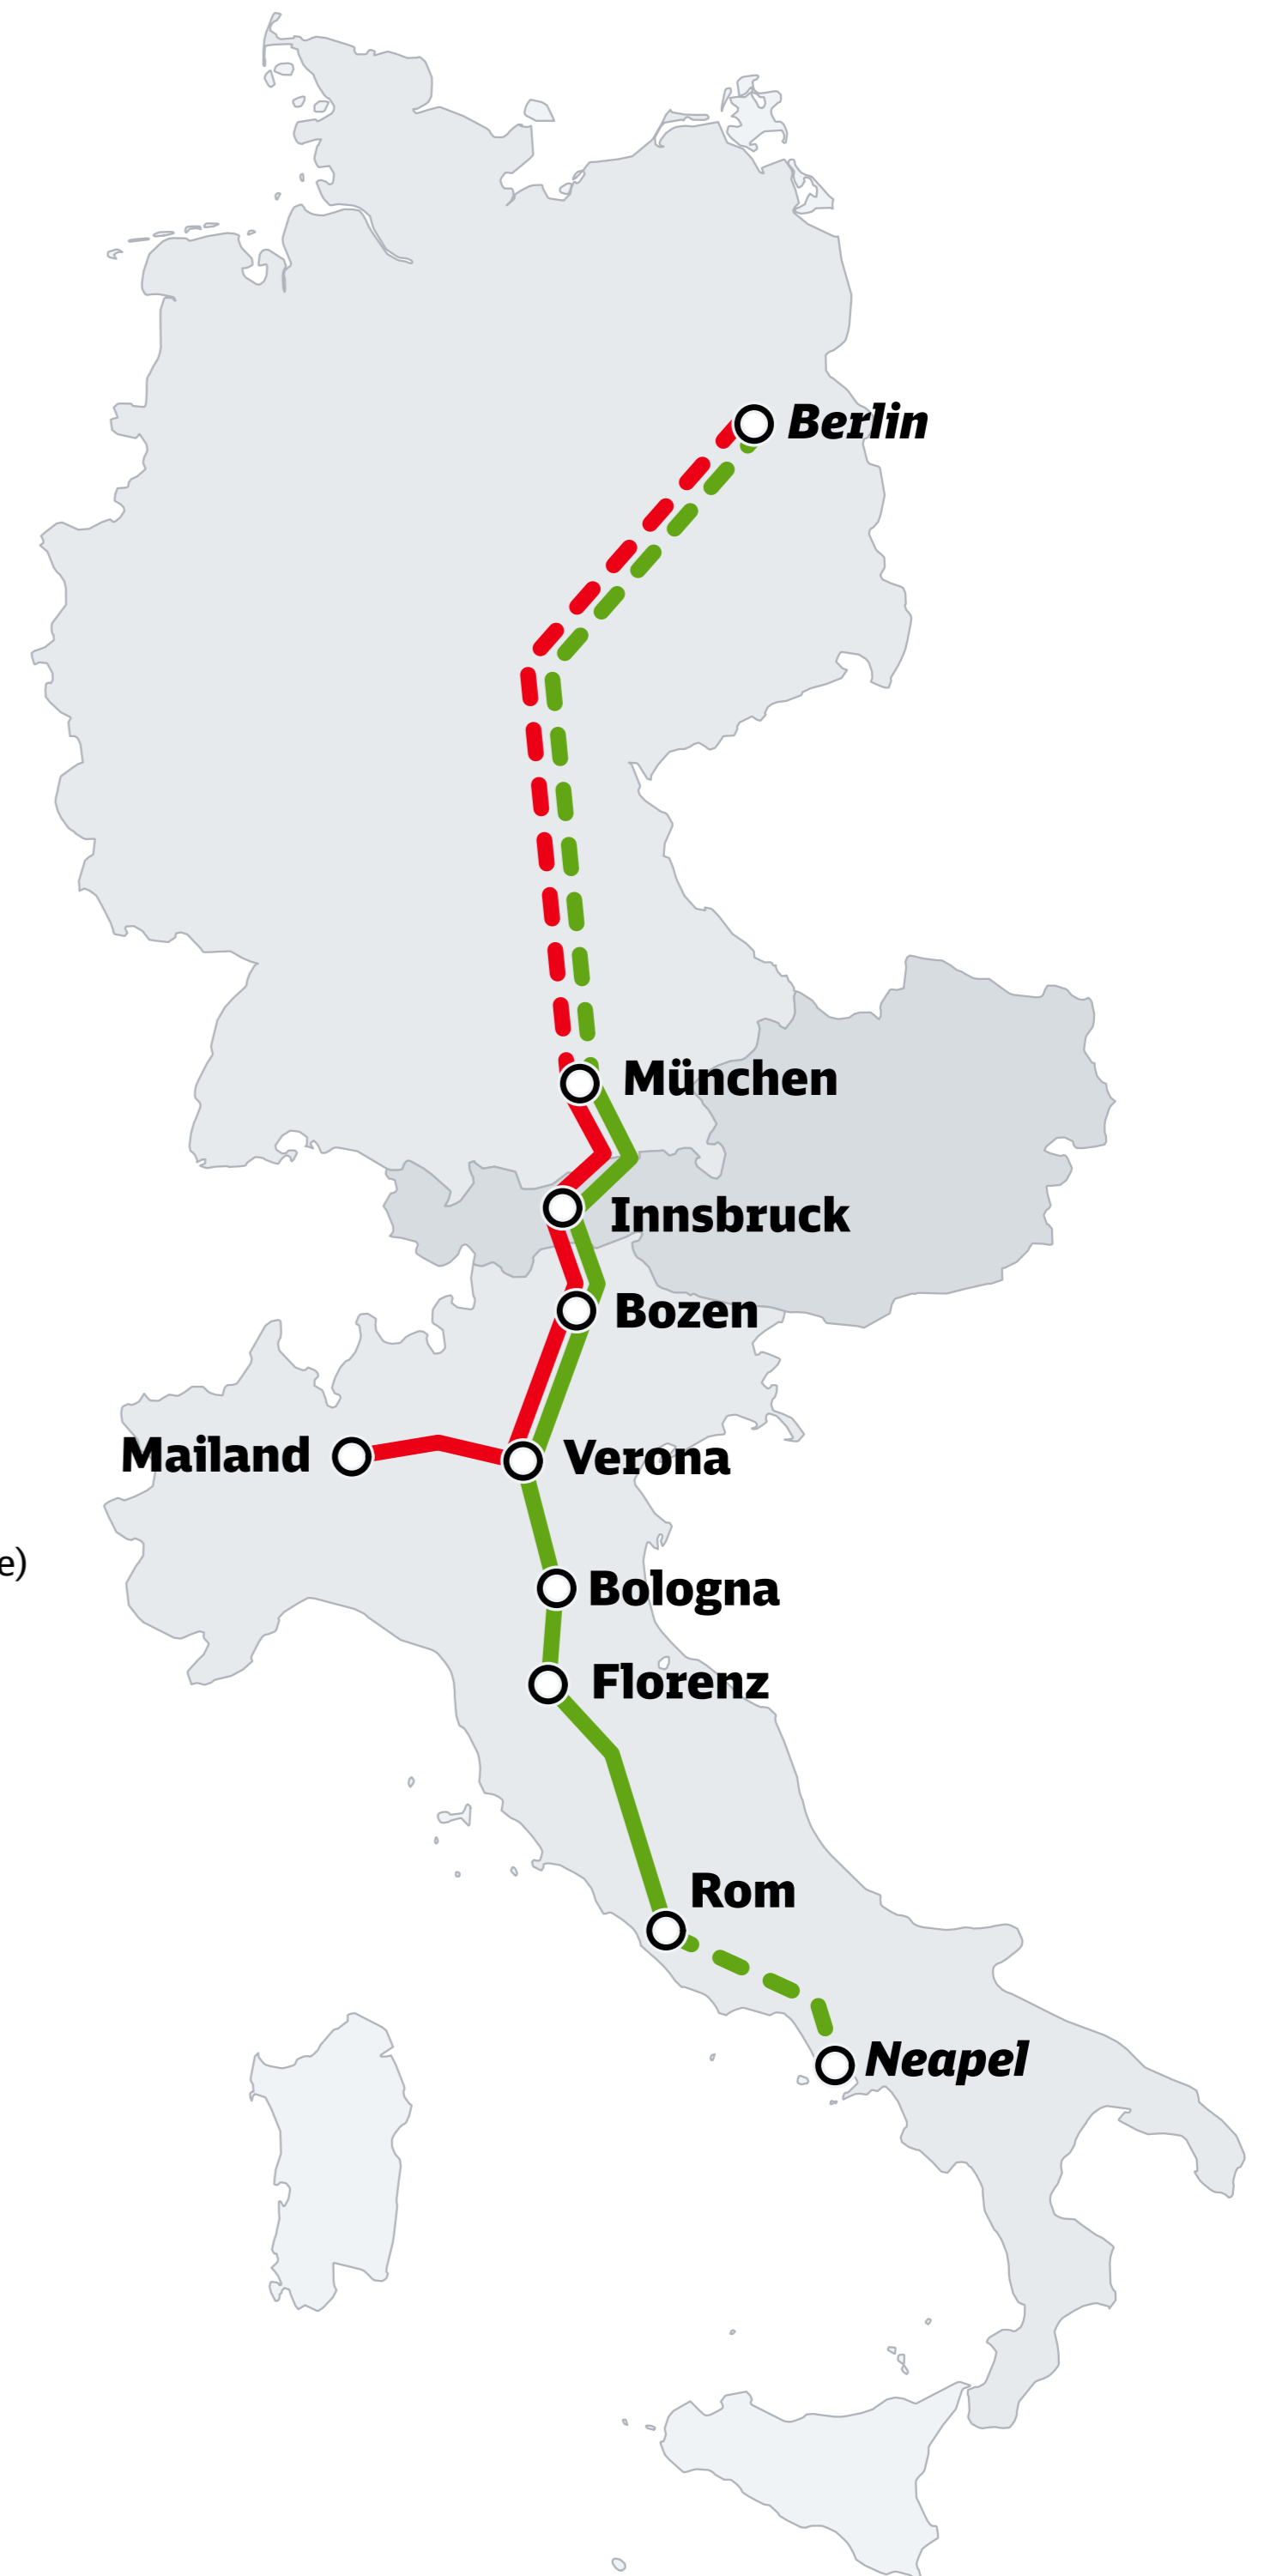 Berlin
München
Innsbruck
Bozen
Mailand
Verona
e)
Bologna
Florenz
Rom
Neapel